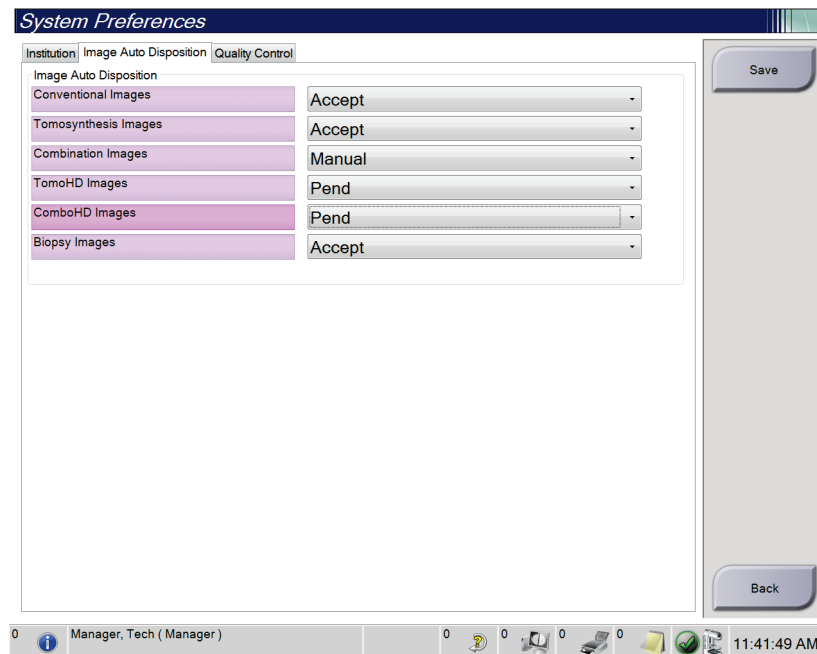 System Preferences
Institution Image Auto Disposition Quality Control
Save
Image Auto Disposition
Conventional Images Accept
Tomosynthesis Images Accept
Combination Images Manual
TomoHD Images Pend
ComboHD Images Pend
Biopsy Images Accept
Back
0 Manager, Tech ( Manager ) 0 0 0 0 11:41:49 AM